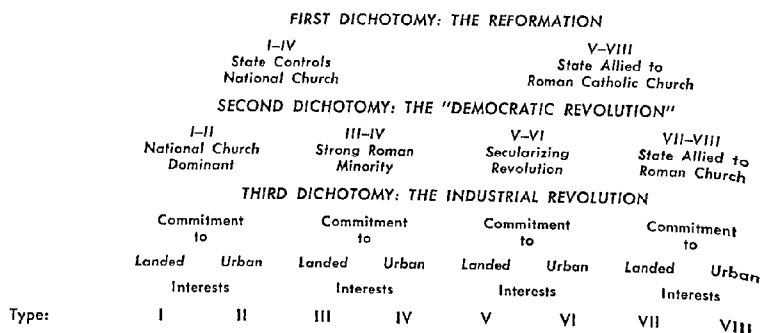 FIRST DICHOTOMY: THE REFORMATION
I–IV V–VIII
State Controls State Allied to
National Church Roman Catholic Church
SECOND DICHOTOMY: THE "DEMOCRATIC REVOLUTION"
I–II III–IV V–VI VII–VIII
National Church Strong Roman Secularizing State Allied to
Dominant Minority Revolution Roman Church
THIRD DICHOTOMY: THE INDUSTRIAL REVOLUTION
Commitment Commitment Commitment Commitment
to to to to
Landed Urban Landed Urban Landed Urban Landed Urban
Interests Interests Interests Interests
Type: I II III IV V VI VII VIII